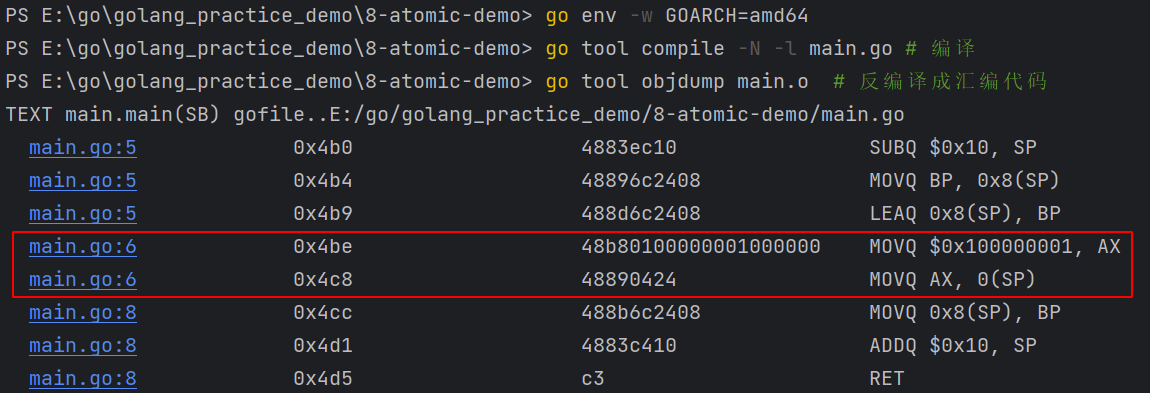 PS E:\go\golang_practice_demo\8-atomic-demo> go env -w GOARCH=amd64
PS E:\go\golang_practice_demo\8-atomic-demo> go tool compile -N -l main.go # 编译
PS E:\go\golang_practice_demo\8-atomic-demo> go tool objdump main.o  # 反编译成汇编代码
TEXT main.main(SB) gofile..E:/go/golang_practice_demo/8-atomic-demo/main.go
main.go:5 0x4b0 4883ec10 SUBQ $0x10, SP
main.go:5 0x4b4 48896c2408 MOVQ BP, 0x8(SP)
main.go:5 0x4b9 488d6c2408 LEAQ 0x8(SP), BP
main.go:6 0x4be 48b80100000001000000 MOVQ $0x100000001, AX
main.go:6 0x4c8 48890424 MOVQ AX, 0(SP)
main.go:8 0x4cc 488b6c2408 MOVQ 0x8(SP), BP
main.go:8 0x4d1 4883c410 ADDQ $0x10, SP
main.go:8 0x4d5 c3 RET